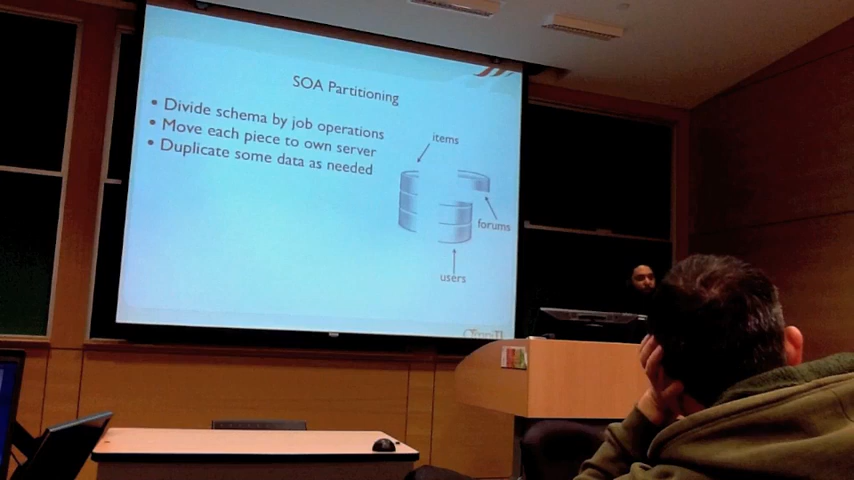 SOA Partitioning
• Divide schema by job operations
• Move each piece to own server
• Duplicate some data as needed
items
forums
users